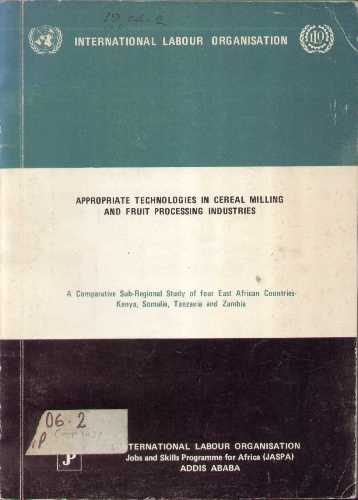 INTERNATIONAL LABOUR ORGANISATION
APPROPRIATE TECHNOLOGIES IN CEREAL MILLING
AND FRUIT PROCESSING INDUSTRIES
A Comparative Sub-Regional Study of four East African Countries-
Kenya, Somalia, Tanzania and Zambia
06.2
INTERNATIONAL LABOUR ORGANISATION
Jobs and Skills Programme for Africa (JASPA)
ADDIS ABABA